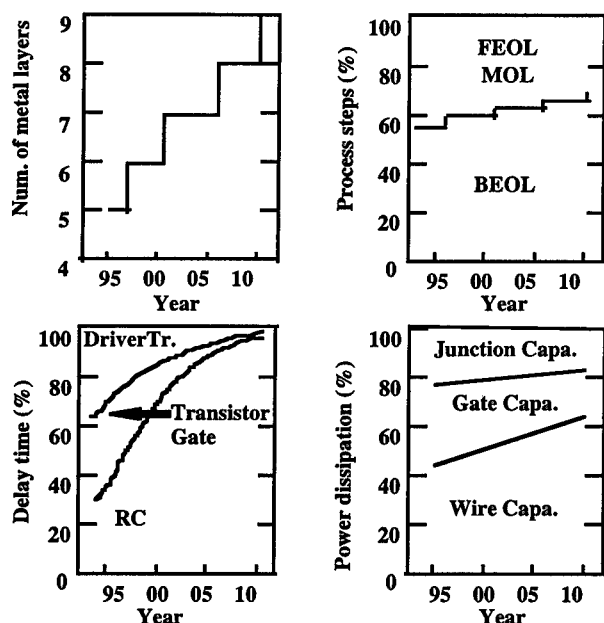 Num. of metal layers
9
8
7
6
5
4
95 00 05 10
Year
Process steps (%)
100
80
60
40
20
0
FEOL
MOL
BEOL
95 00 05 10
Year
Delay time (%)
100
80
60
40
20
0
DriverTr.
Transistor
Gate
RC
95 00 05 10
Year
Power dissipation (%)
100
80
60
40
20
0
Junction Capa.
Gate Capa.
Wire Capa.
95 00 05 10
Year